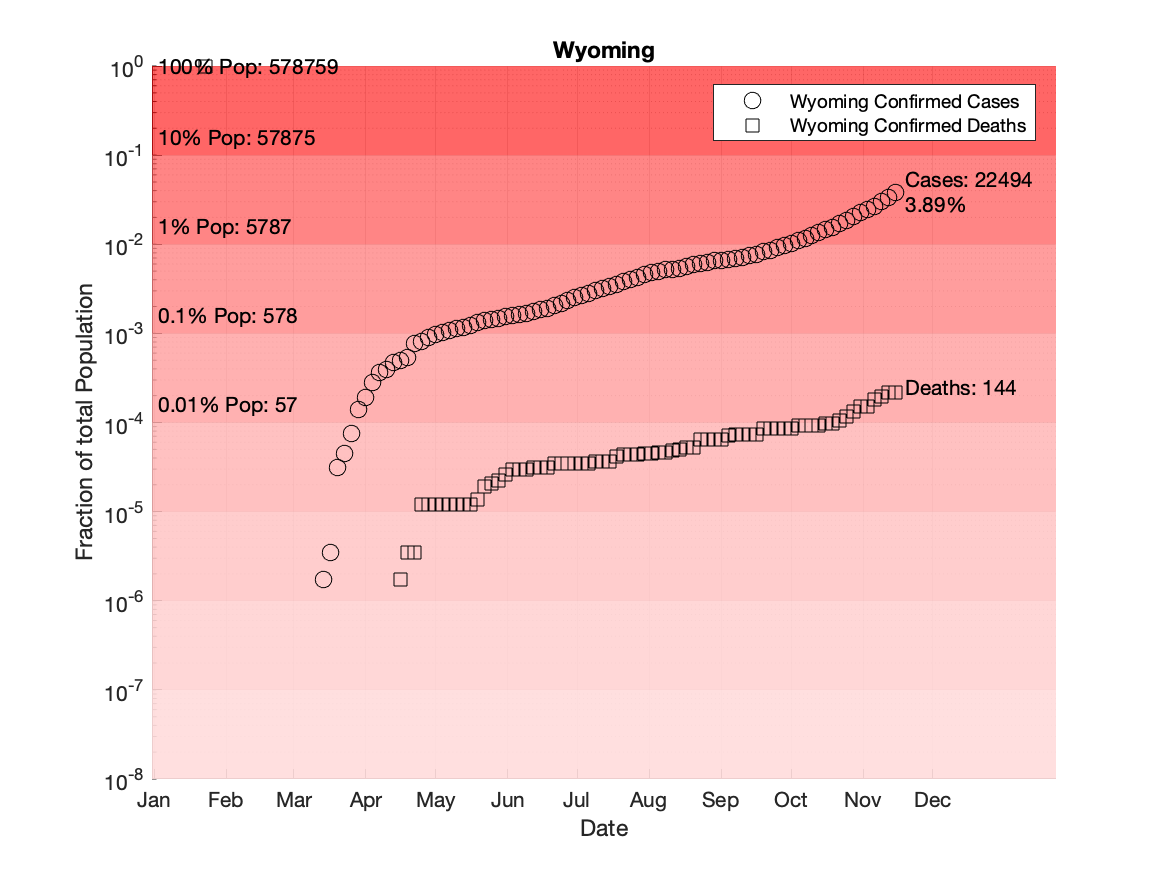 Wyoming
Wyoming Confirmed Cases
Wyoming Confirmed Deaths
100% Pop: 578759
10% Pop: 57875
1% Pop: 5787
0.1% Pop: 578
0.01% Pop: 57
Cases: 22494
3.89%
Deaths: 144
Fraction of total Population
10^0
10^-1
10^-2
10^-3
10^-4
10^-5
10^-6
10^-7
10^-8
Jan Feb Mar Apr May Jun Jul Aug Sep Oct Nov Dec
Date